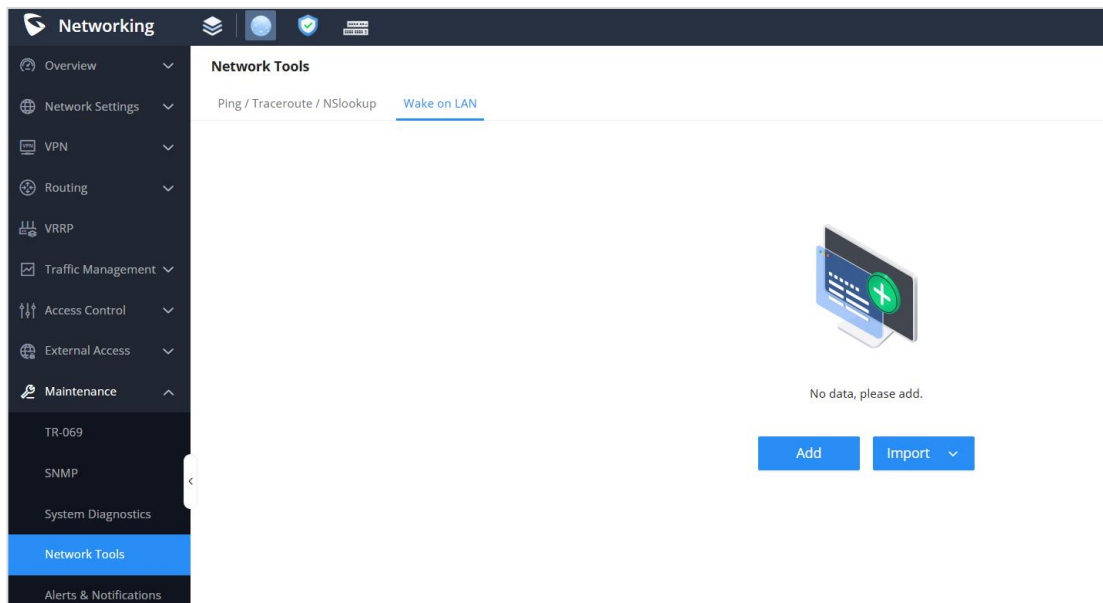 Networking
Overview
Network Settings
VPN
Routing
VRRP
Traffic Management
Access Control
External Access
Maintenance
TR-069
SNMP
System Diagnostics
Network Tools
Alerts & Notifications
Network Tools
Ping / Traceroute / NSlookup
Wake on LAN
No data, please add.
Add
Import